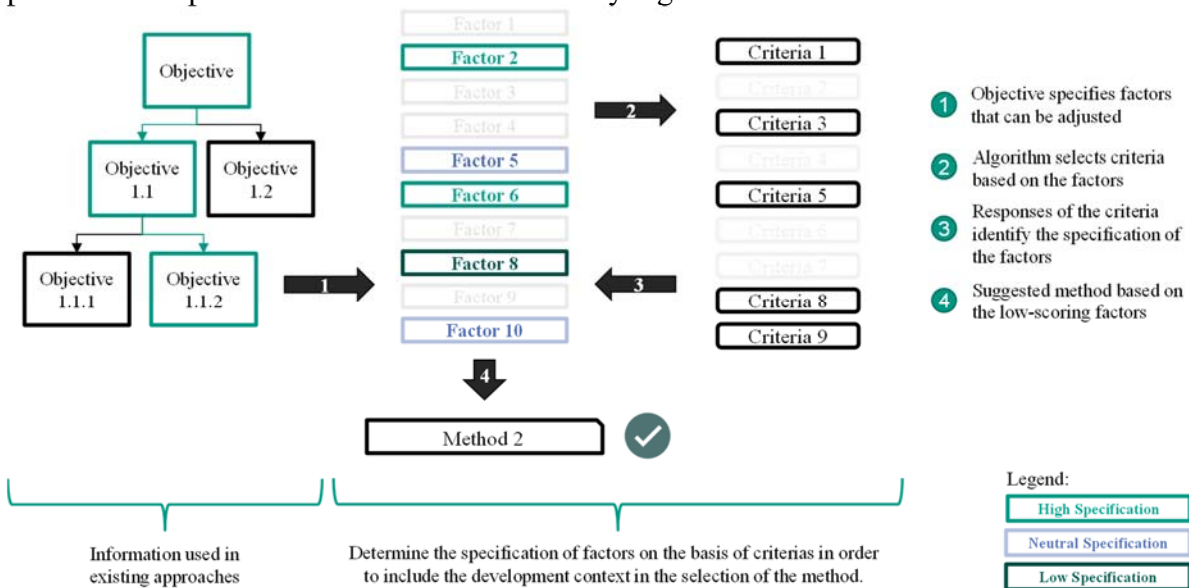 Factor 1
Factor 2
Factor 3
Factor 4
Factor 5
Factor 6
Factor 7
Factor 8
Factor 9
Factor 10
Objective
Objective
1.1
Objective
1.2
Objective
1.1.1
Objective
1.1.2
1
2
3
4
Criteria 1
Criteria 2
Criteria 3
Criteria 4
Criteria 5
Criteria 6
Criteria 7
Criteria 8
Criteria 9
1 Objective specifies factors
that can be adjusted
2 Algorithm selects criteria
based on the factors
3 Responses of the criteria
identify the specification of
the factors
4 Suggested method based on
the low-scoring factors
Method 2
Information used in
existing approaches
Determine the specification of factors on the basis of criterias in order
to include the development context in the selection of the method.
Legend:
High Specification
Neutral Specification
Low Specification